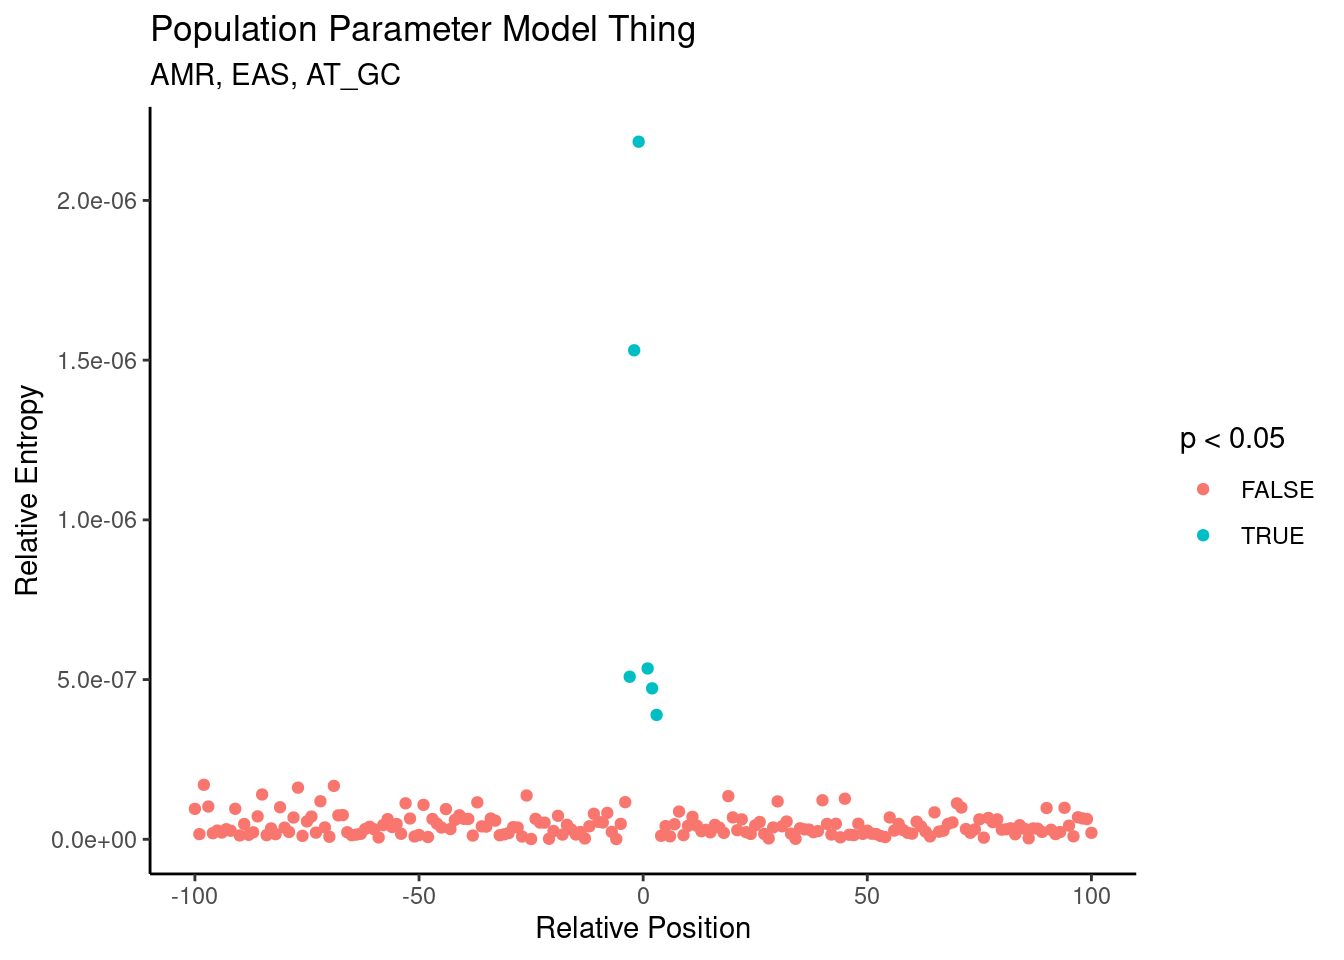 Population Parameter Model Thing
AMR, EAS, AT_GC
2.0e-06
1.5e-06
1.0e-06
5.0e-07
0.0e+00
Relative Entropy
-100
-50
0
50
100
Relative Position
p < 0.05
FALSE
TRUE